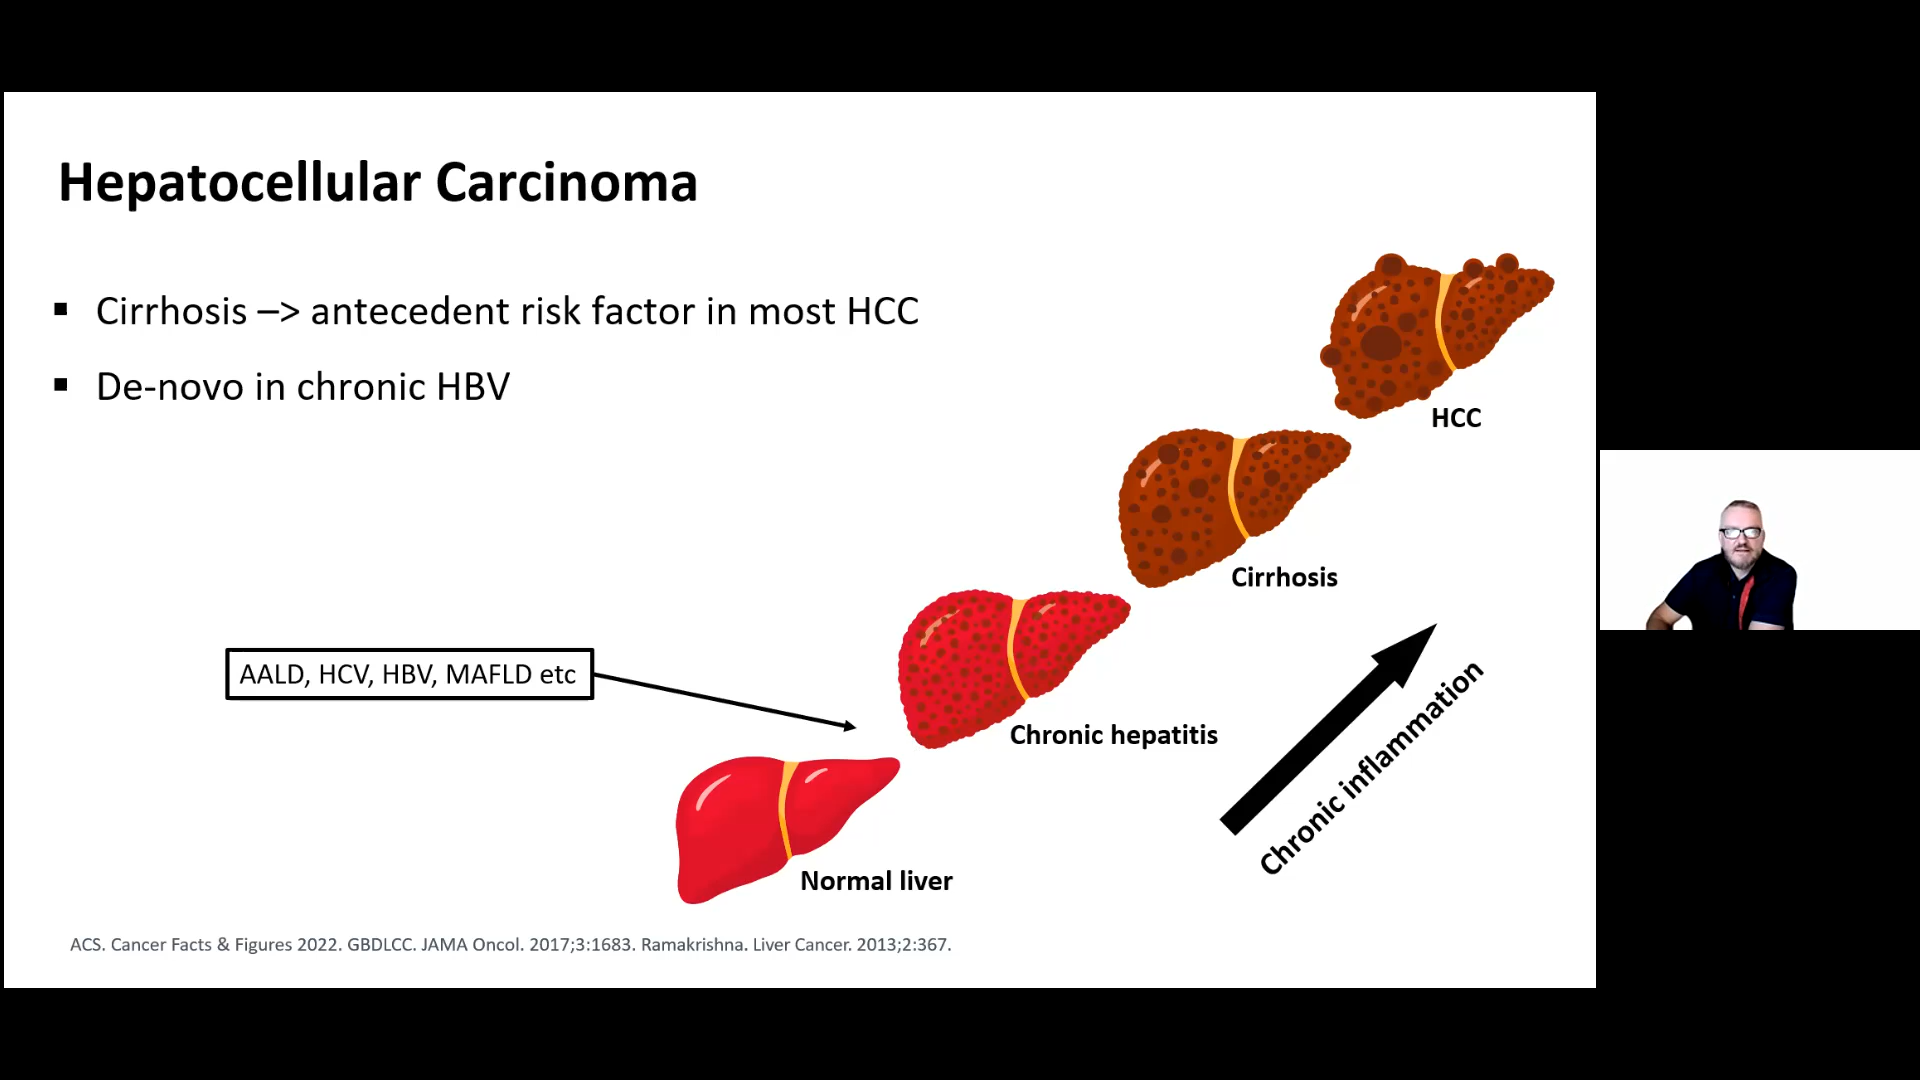 Hepatocellular Carcinoma
▪ Cirrhosis –> antecedent risk factor in most HCC
▪ De-novo in chronic HBV
HCC
Cirrhosis
AALD, HCV, HBV, MAFLD etc
Chronic hepatitis
Chronic inflammation
Normal liver
ACS. Cancer Facts & Figures 2022. GBDLCC. JAMA Oncol. 2017;3:1683. Ramakrishna. Liver Cancer. 2013;2:367.